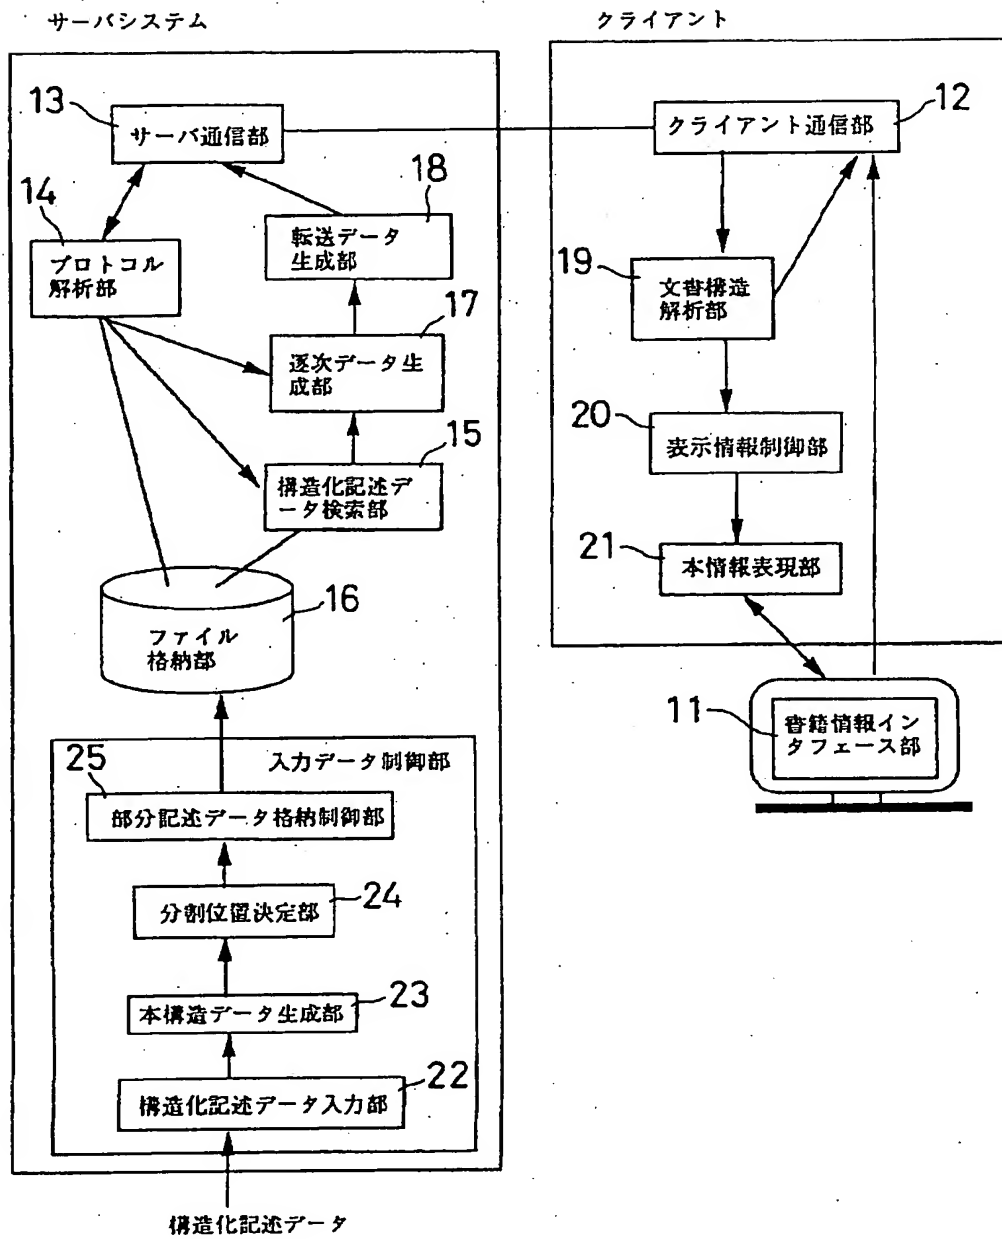 サーバシステム
クライアント
13
サーバ通信部
クライアント通信部
12
14
プロトコル
解析部
18
転送データ
生成部
19
文書構造
解析部
17
逐次データ生
成部
20
表示情報制御部
15
構造化記述デ
ータ検索部
21
本情報表現部
16
ファイル
格納部
11
書籍情報イン
タフェース部
入力データ制御部
25
部分記述データ格納制御部
24
分割位置決定部
23
本構造データ生成部
22
構造化記述データ入力部
構造化記述データ